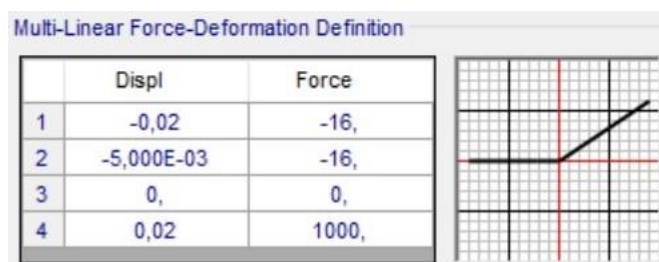 Multi-Linear Force-Deformation Definition
Displ Force
1 -0,02 -16,
2 -5,000E-03 -16,
3 0, 0,
4 0,02 1000,